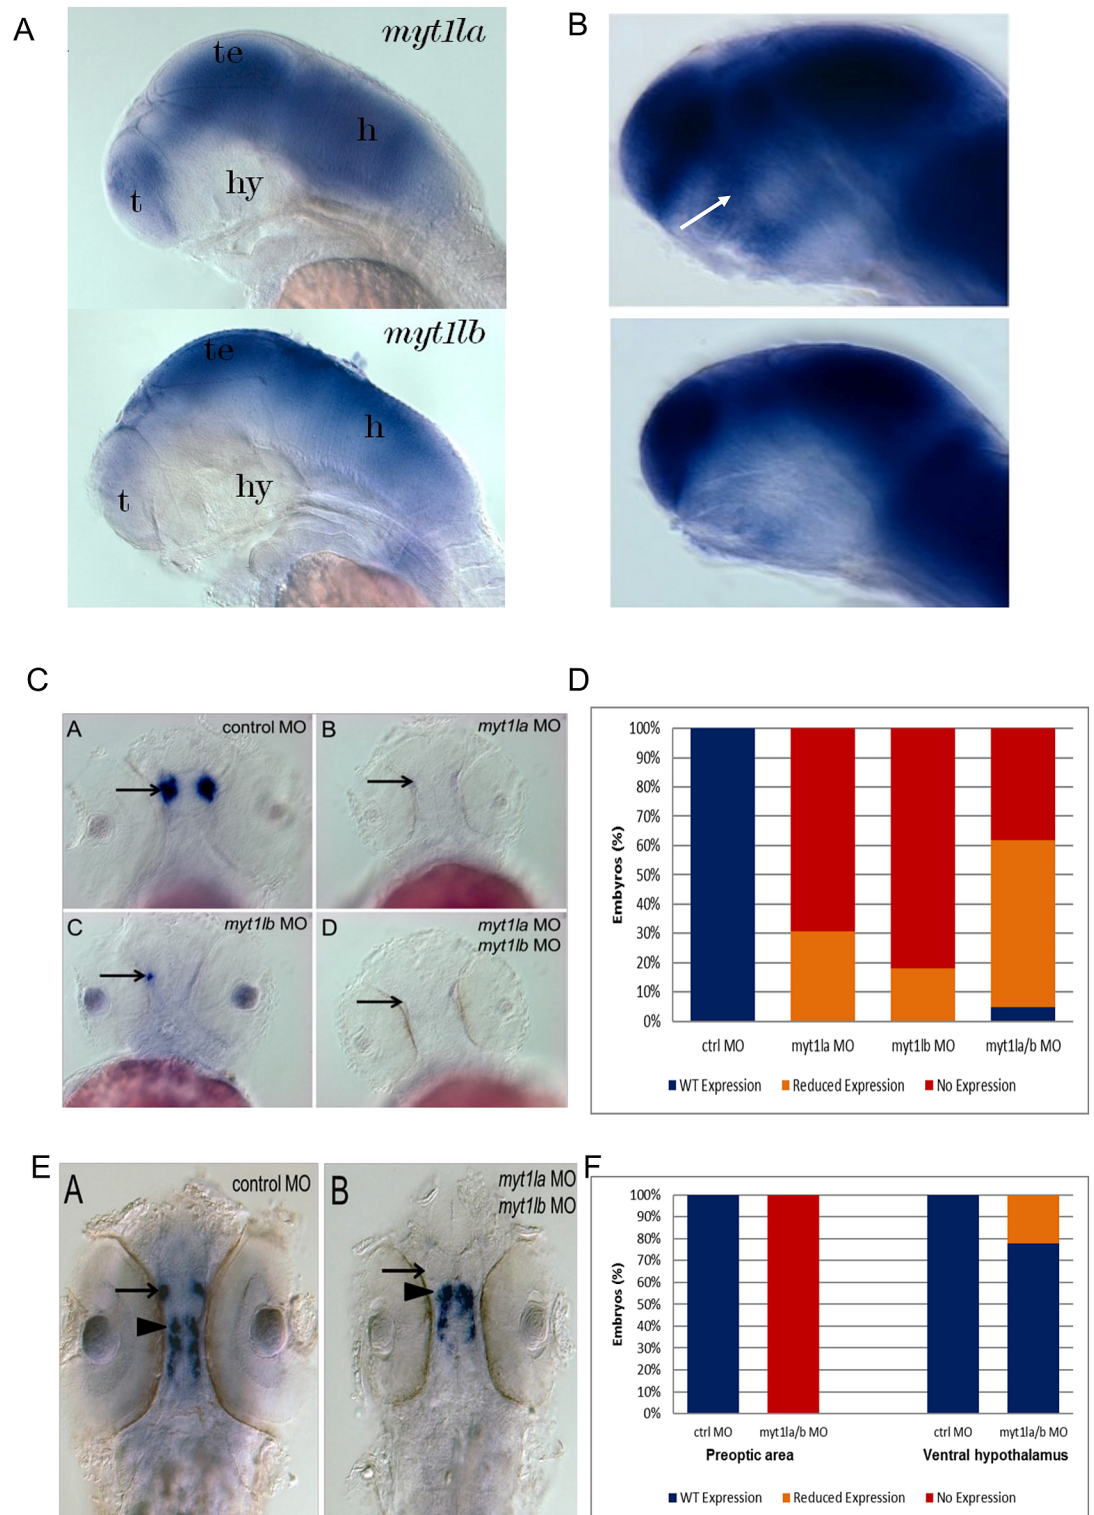 A
myt1la
te
h
hy
t
myt1lb
te
h
hy
t
B
C
A
control MO
B
myt1la MO
C
myt1lb MO
D
myt1la MO
myt1lb MO
D
100%
90%
80%
70%
60%
50%
40%
30%
20%
10%
0%
Embyros (%)
ctrl MO
myt1la MO
myt1lb MO
myt1la/b MO
WT Expression
Reduced Expression
No Expression
E
A
control MO
B
myt1la MO
myt1lb MO
F
100%
90%
80%
70%
60%
50%
40%
30%
20%
10%
0%
Embryos (%)
ctrl MO
myt1la/b MO
ctrl MO
myt1la/b MO
Preoptic area
Ventral hypothalamus
WT Expression
Reduced Expression
No Expression